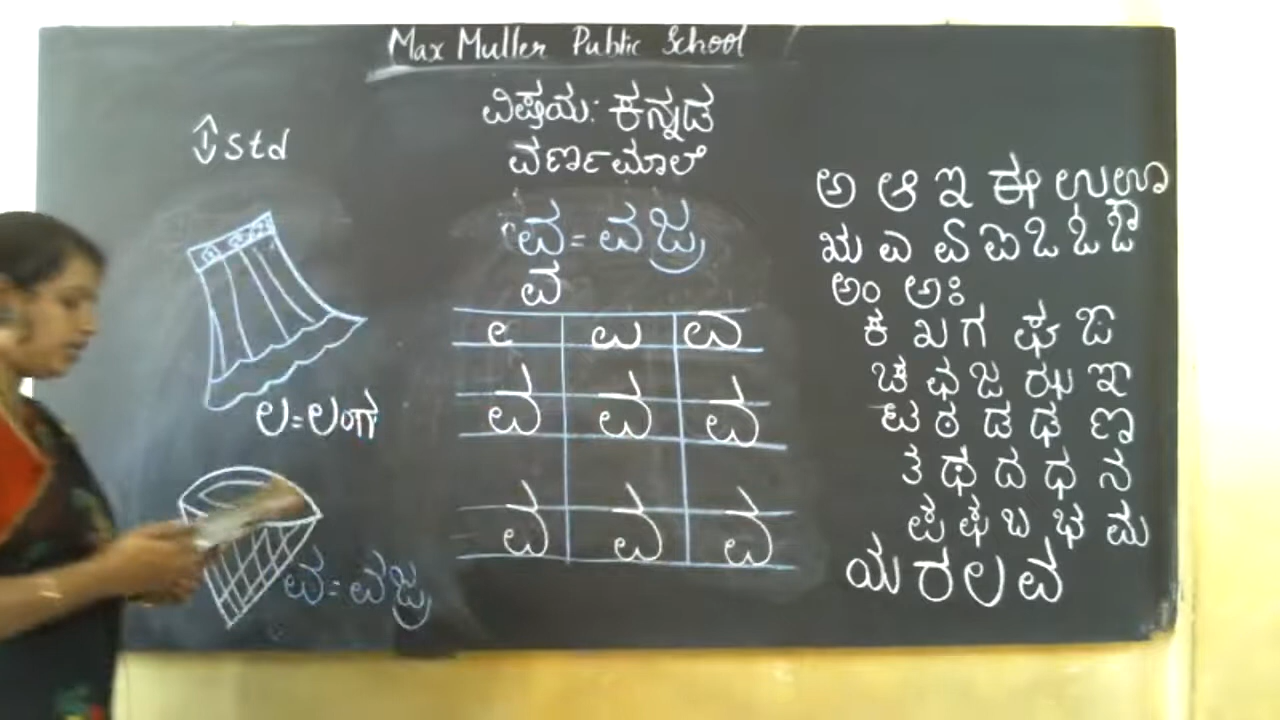 Max Muller Public School
ವಿಷಯ: ಕನ್ನಡ
I std
ವರ್ಣಮಾಲೆ
ವ = ವಜ್ರ
ವ
ವ
ವ ವ ವ
ವ ವ ವ
ಲ = ಲಂಗ
ವ = ವಜ್ರ
ಅ ಆ ಇ ಈ ಉ ಊ
ಋ ಎ ಏ ಐ ಒ ಓ ಔ
ಅಂ ಅಃ
ಕ ಖ ಗ ಘ ಙ
ಚ ಛ ಜ ಝ ಞ
ಟ ಠ ಡ ಢ ಣ
ತ ಥ ದ ಧ ನ
ಪ ಫ ಬ ಭ ಮ
ಯ ರ ಲ ವ